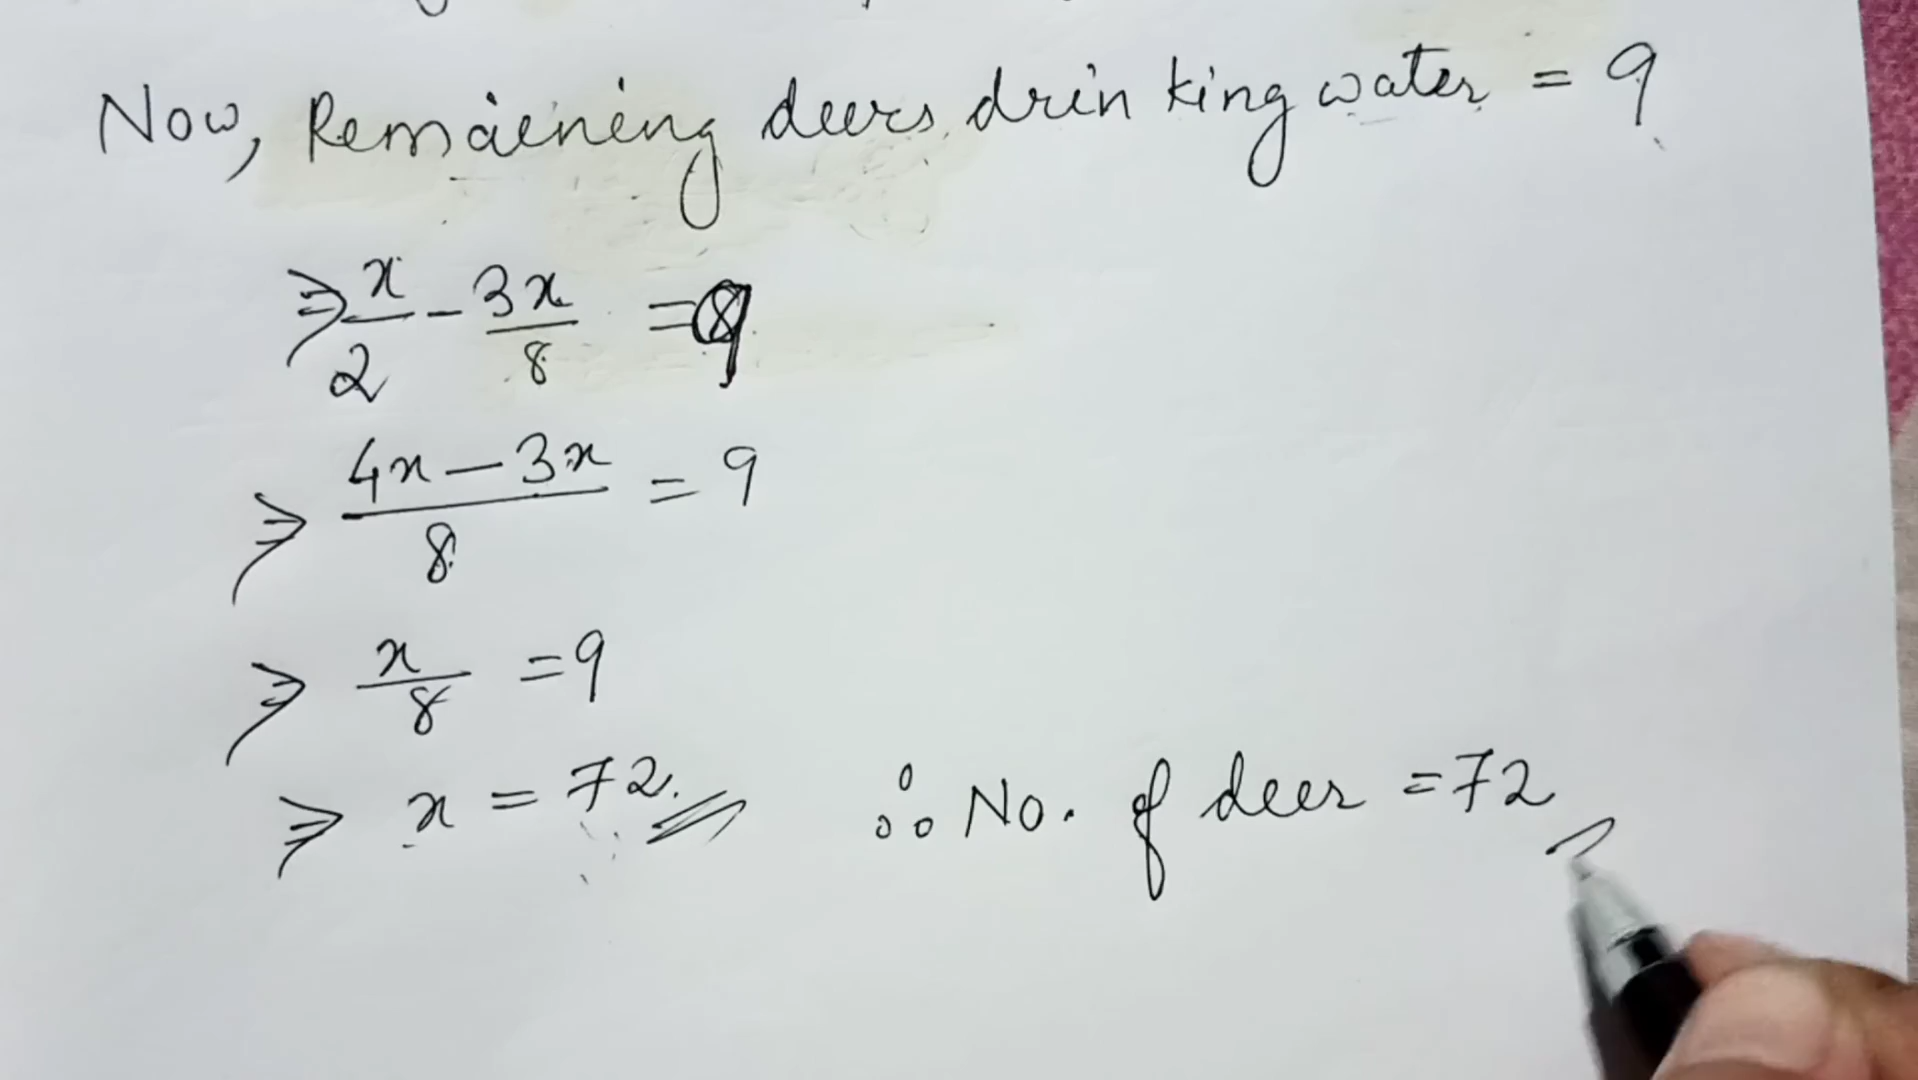 Now, Remaining deers drinking water = 9
⇒ x/2 - 3x/8 = 9
⇒ 4x - 3x/8 = 9
⇒ x/8 = 9
⇒ x = 72. ∴ No. of deer = 72